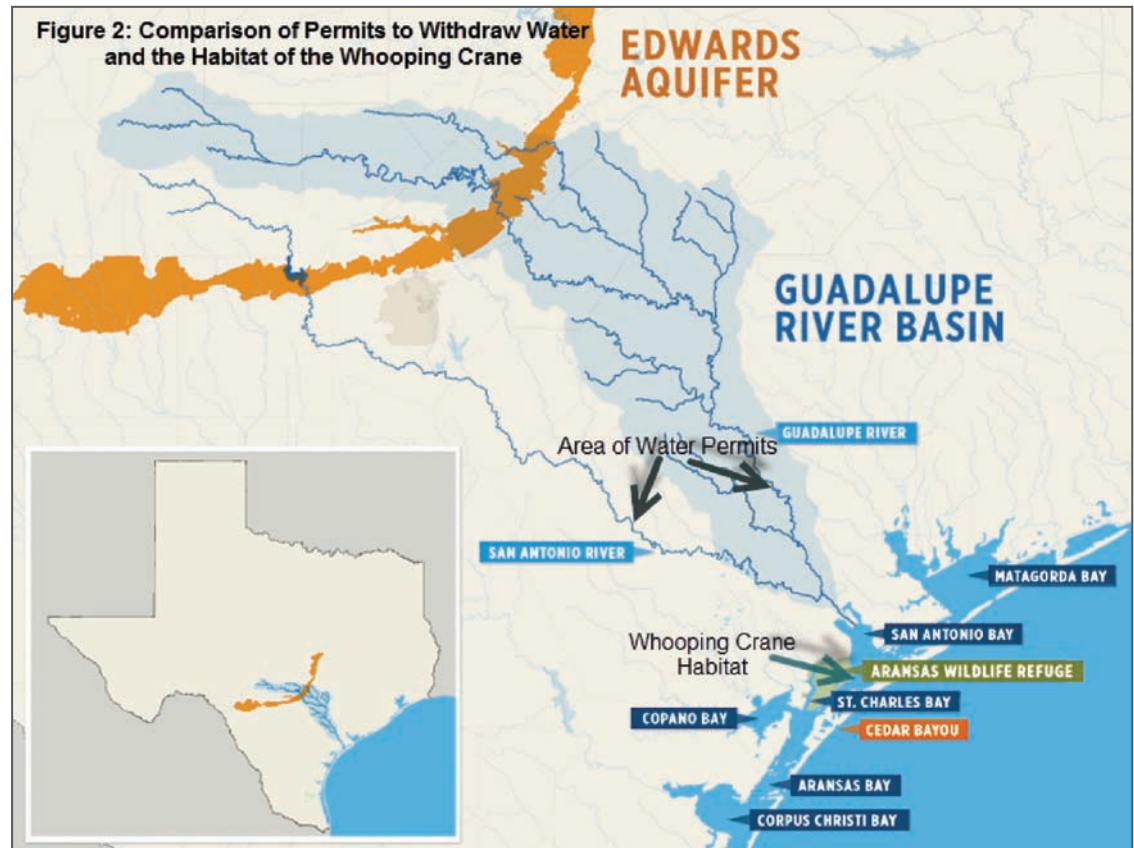 Figure 2: Comparison of Permits to Withdraw Water
and the Habitat of the Whooping Crane
EDWARDS
AQUIFER
GUADALUPE
RIVER BASIN
GUADALUPE RIVER
Area of Water Permits
SAN ANTONIO RIVER
MATAGORDA BAY
SAN ANTONIO BAY
Whooping Crane
Habitat
ARANSAS WILDLIFE REFUGE
ST. CHARLES BAY
COPANO BAY
CEDAR BAYOU
ARANSAS BAY
CORPUS CHRISTI BAY